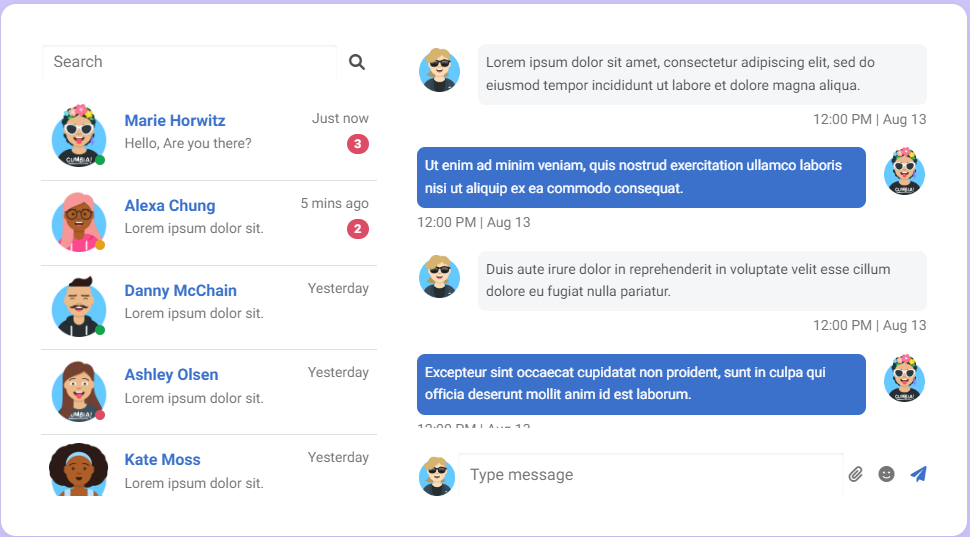 Search
Marie Horwitz
Just now
Hello, Are you there?
3
Alexa Chung
5 mins ago
Lorem ipsum dolor sit.
2
Danny McChain
Yesterday
Lorem ipsum dolor sit.
Ashley Olsen
Yesterday
Lorem ipsum dolor sit.
Kate Moss
Yesterday
Lorem ipsum dolor sit.
Lorem ipsum dolor sit amet, consectetur adipiscing elit, sed do
eiusmod tempor incididunt ut labore et dolore magna aliqua.
12:00 PM | Aug 13
Ut enim ad minim veniam, quis nostrud exercitation ullamco laboris
nisi ut aliquip ex ea commodo consequat.
12:00 PM | Aug 13
Duis aute irure dolor in reprehenderit in voluptate velit esse cillum
dolore eu fugiat nulla pariatur.
12:00 PM | Aug 13
Excepteur sint occaecat cupidatat non proident, sunt in culpa qui
officia deserunt mollit anim id est laborum.
12:00 PM | Aug 13
Type message